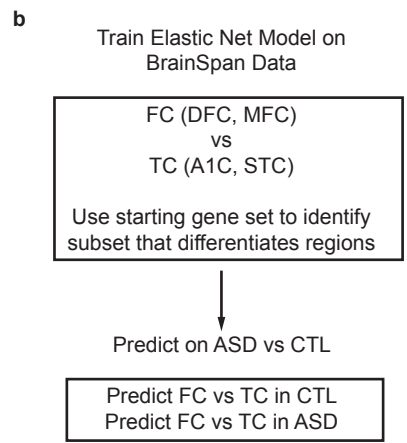 b
Train Elastic Net Model on
BrainSpan Data
FC (DFC, MFC)
vs
TC (A1C, STC)
Use starting gene set to identify
subset that differentiates regions
Predict on ASD vs CTL
Predict FC vs TC in CTL
Predict FC vs TC in ASD